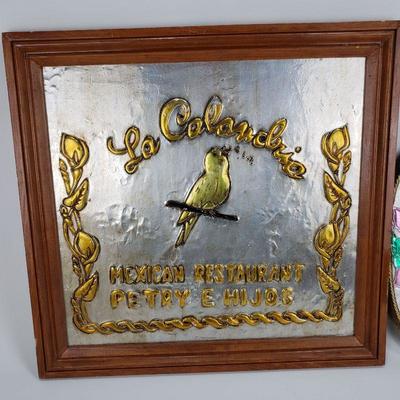 La Calandria
MEXICAN RESTAURANT
PETRY E HIJOS